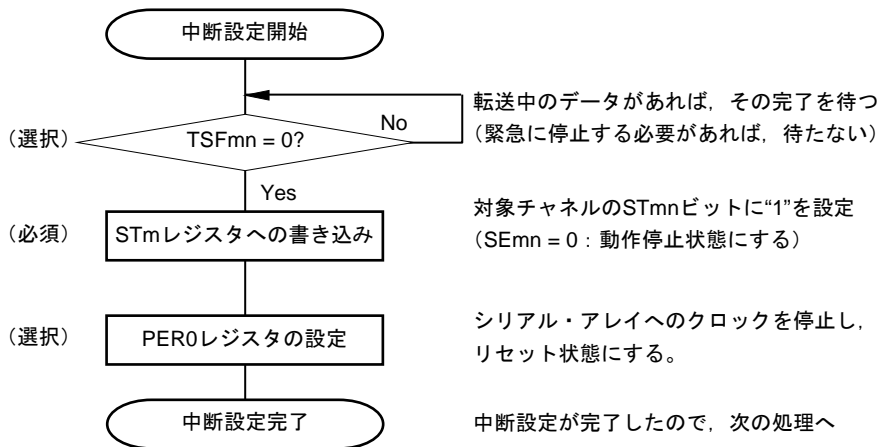 中断設定開始
転送中のデータがあれば，その完了を待つ
（緊急に停止する必要があれば，待たない）
No
（選択）
TSFmn = 0?
Yes
対象チャネルのSTmnビットに“1”を設定
（SEmn = 0：動作停止状態にする）
（必須）
STmレジスタへの書き込み
シリアル・アレイへのクロックを停止し，
リセット状態にする。
（選択）
PER0レジスタの設定
中断設定完了
中断設定が完了したので，次の処理へ